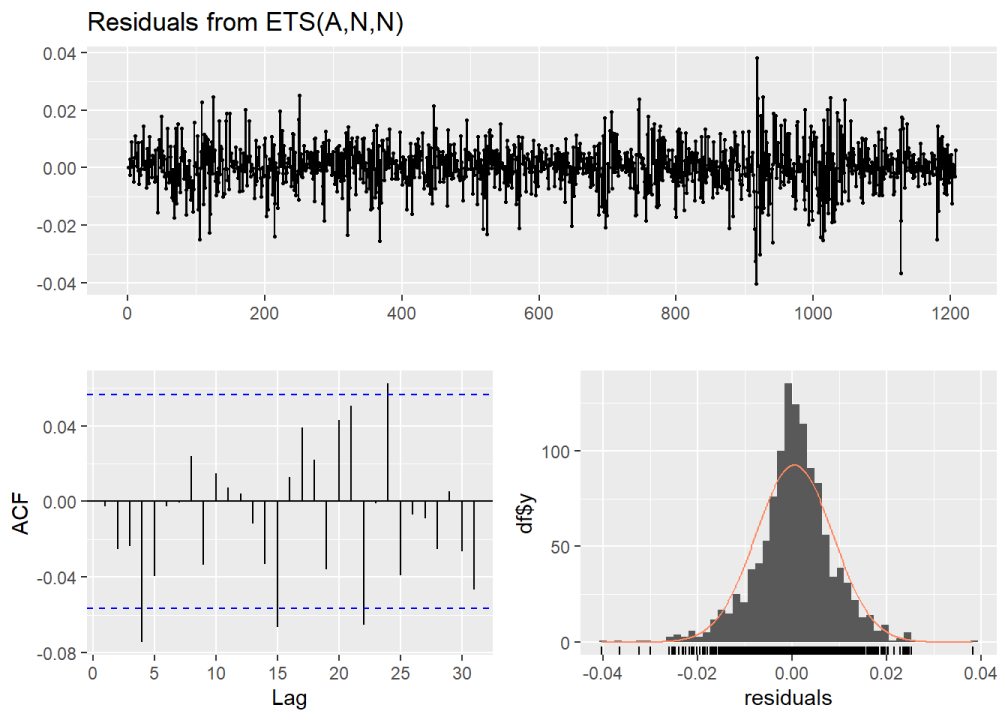 Residuals from ETS(A,N,N)
0.04
0.02
0.00
-0.02
-0.04
0 200 400 600 800 1000 1200
ACF
0.04
0.00
-0.04
-0.08
0 5 10 15 20 25 30
Lag
df$y
100
50
0
-0.04 -0.02 0.00 0.02 0.04
residuals